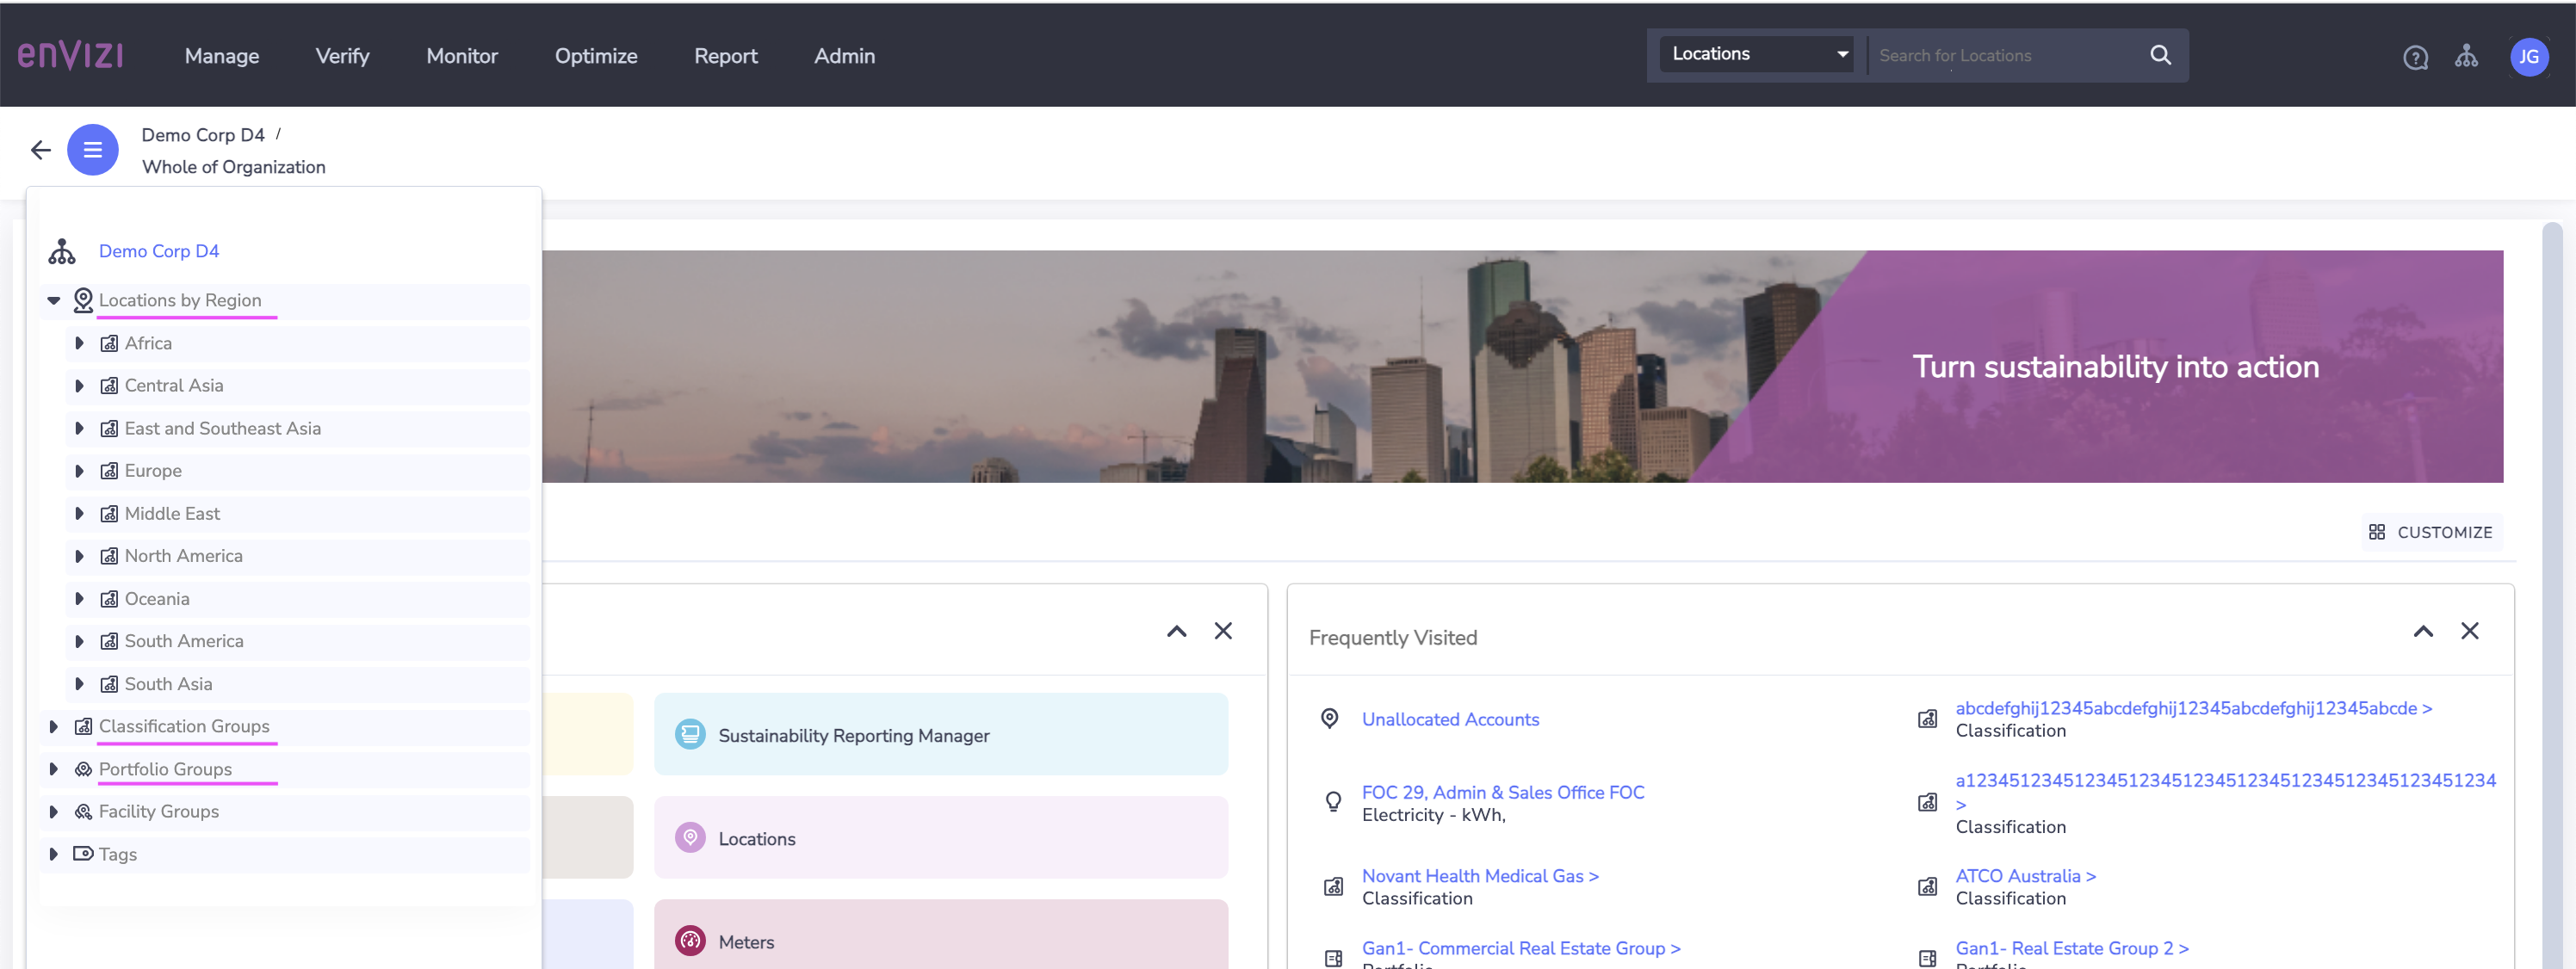 enVIZI Manage Verify Monitor Optimize Report Admin Locations Search for Locations JG
Demo Corp D4 /
Whole of Organization
Demo Corp D4
Locations by Region
Africa
Central Asia
East and Southeast Asia
Europe
Middle East
North America
Oceania
South America
South Asia
Classification Groups
Portfolio Groups
Facility Groups
Tags
Turn sustainability into action
CUSTOMIZE
Sustainability Reporting Manager
Locations
Meters
Frequently Visited
Unallocated Accounts
FOC 29, Admin & Sales Office FOC
Electricity - kWh,
Novant Health Medical Gas >
Classification
Gan1- Commercial Real Estate Group >
abcdefghij12345abcdefghij12345abcdefghij12345abcde >
Classification
a1234512345123451234512345123451234512345123451234
>
Classification
ATCO Australia >
Classification
Gan1- Real Estate Group 2 >